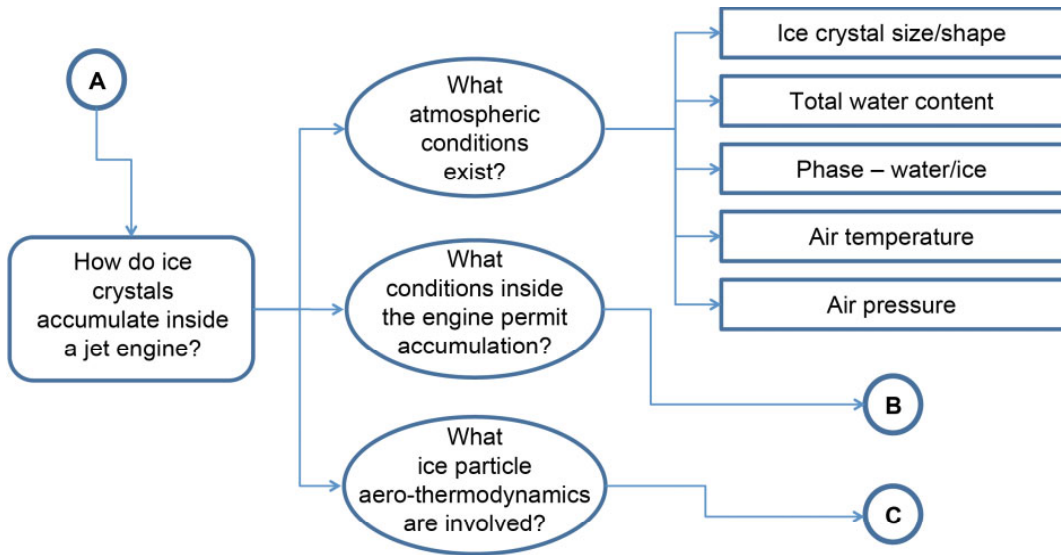 A
How do ice
crystals
accumulate inside
a jet engine?
What
atmospheric
conditions
exist?
Ice crystal size/shape
Total water content
Phase – water/ice
Air temperature
Air pressure
What
conditions inside
the engine permit
accumulation?
B
What
ice particle
aero-thermodynamics
are involved?
C